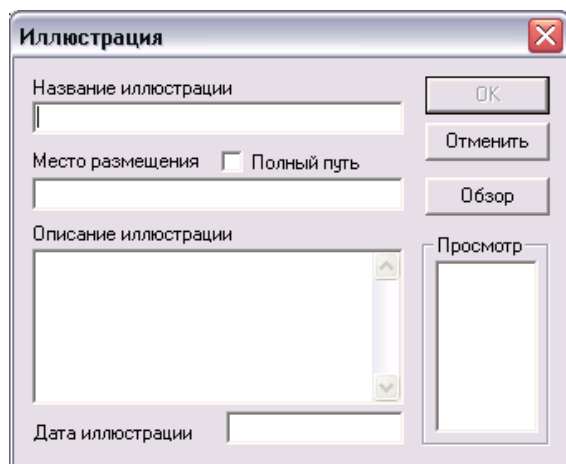 Иллюстрация
Название иллюстрации
OK
Место размещения Полный путь
Отменить
Обзор
Описание иллюстрации
Просмотр
Дата иллюстрации